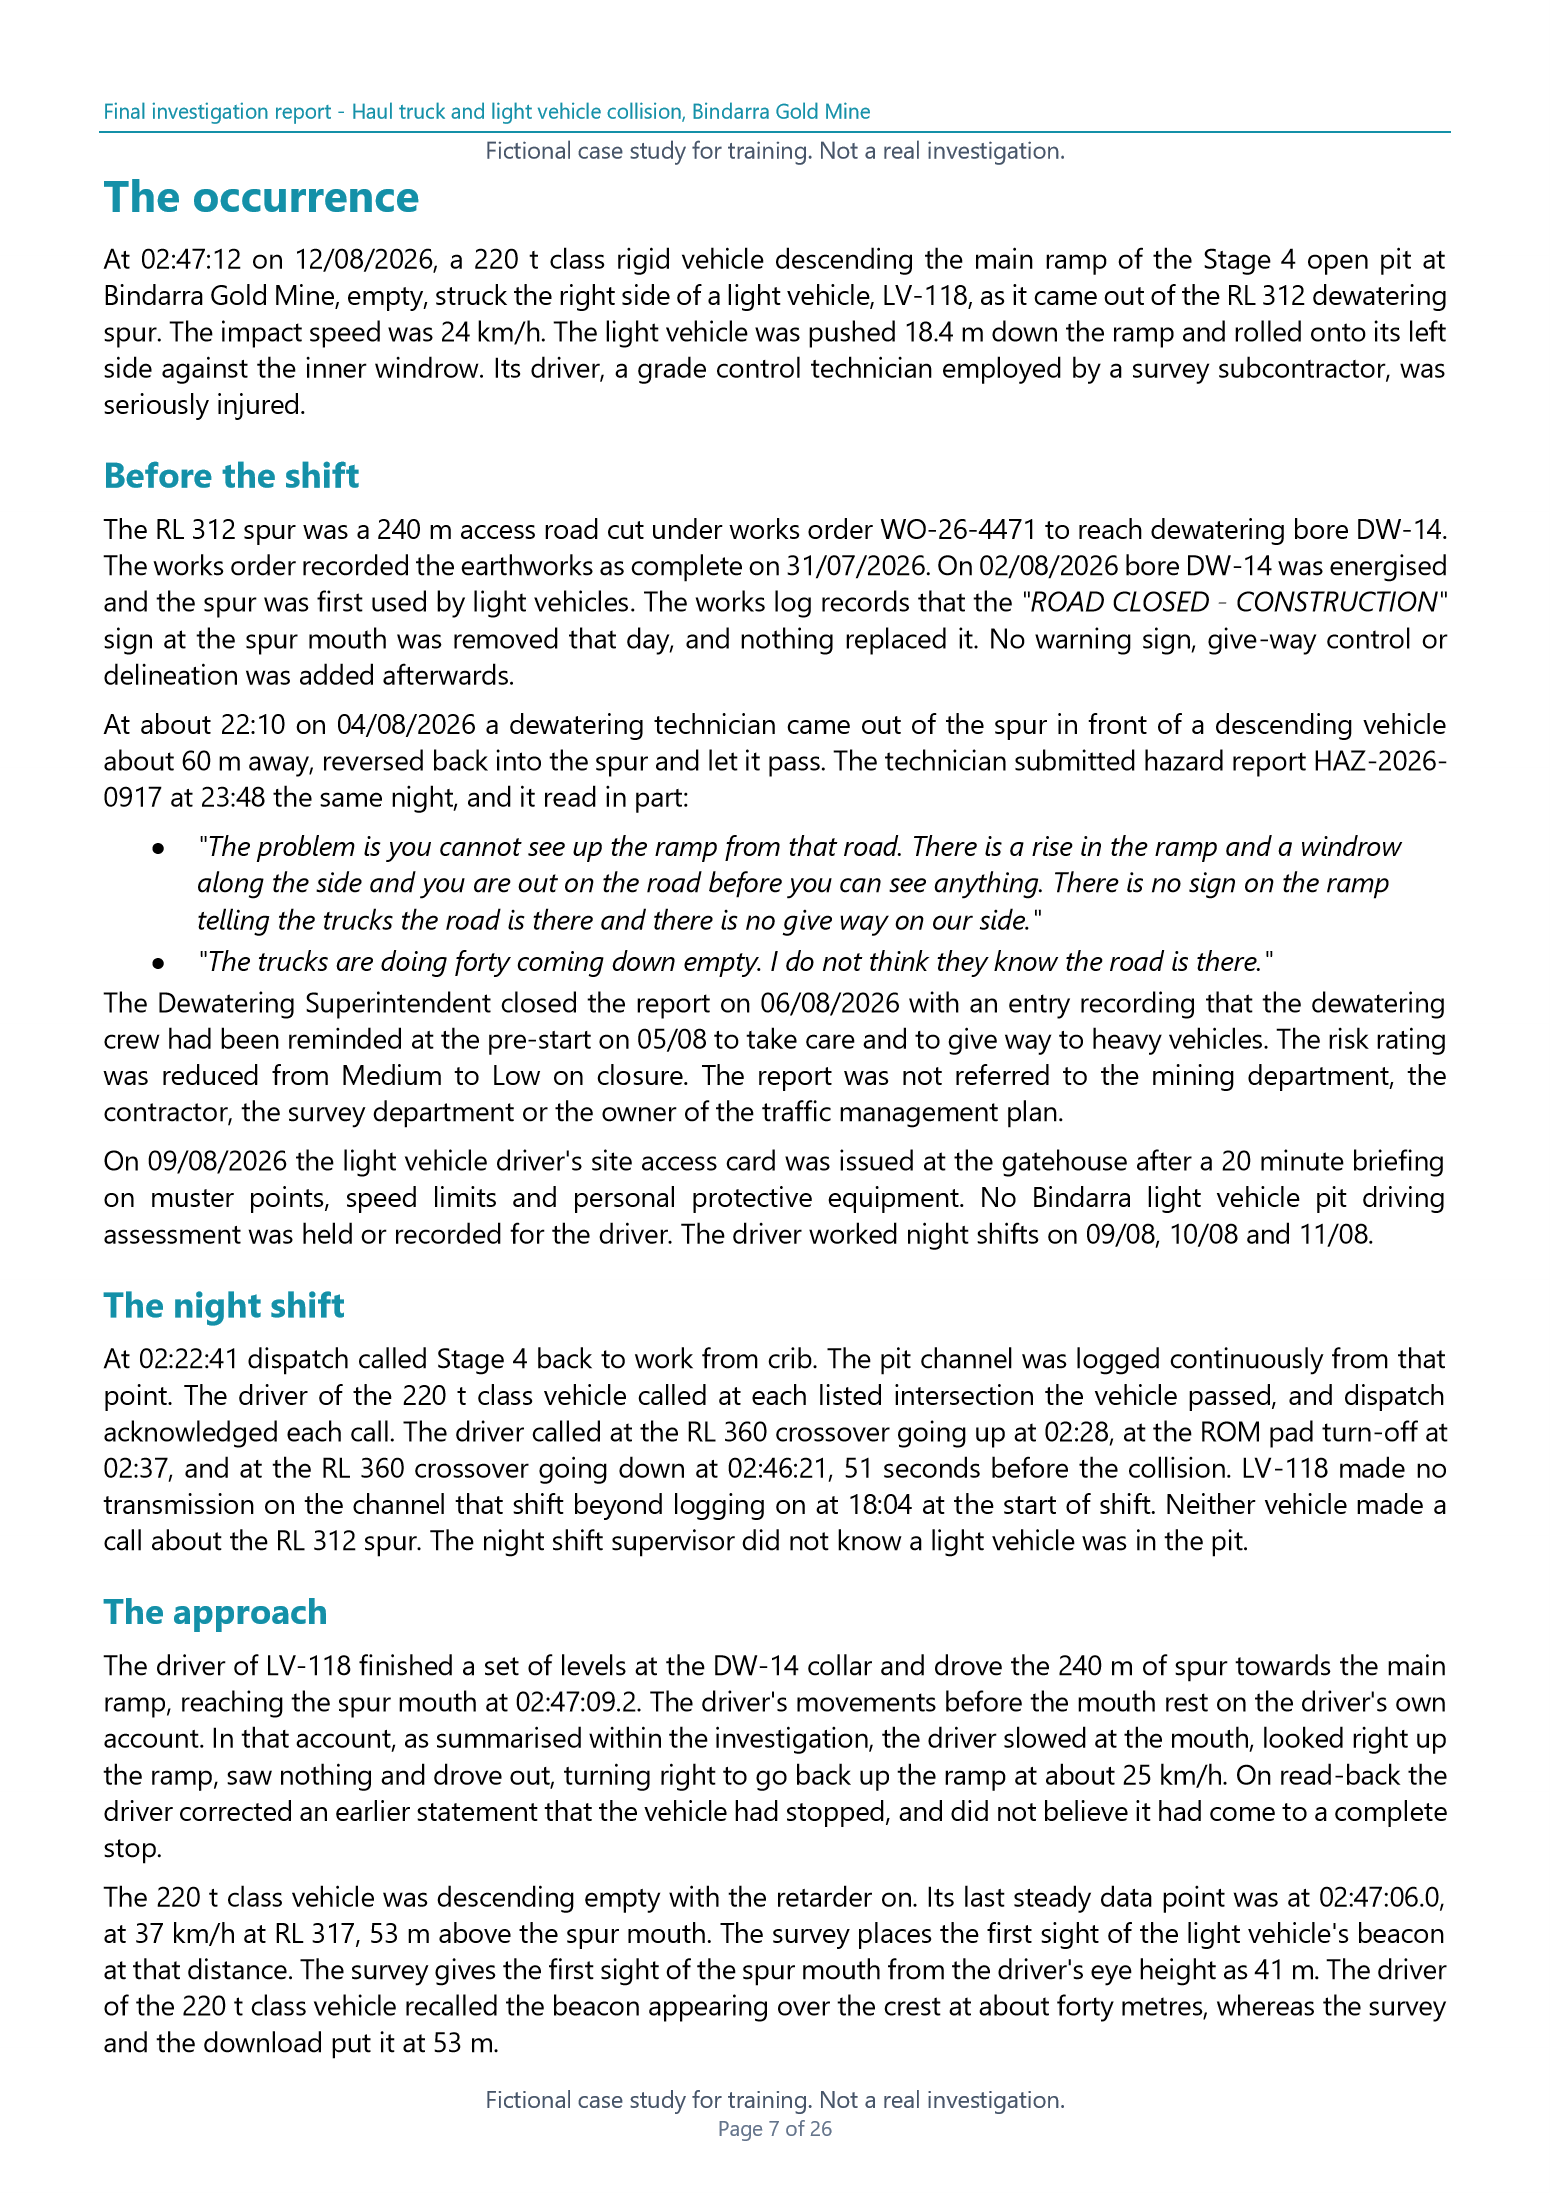 Final investigation report - Haul truck and light vehicle collision, Bindarra Gold Mine
Fictional case study for training. Not a real investigation.
The occurrence
At 02:47:12 on 12/08/2026, a 220 t class rigid vehicle descending the main ramp of the Stage 4 open pit at
Bindarra Gold Mine, empty, struck the right side of a light vehicle, LV-118, as it came out of the RL 312 dewatering
spur. The impact speed was 24 km/h. The light vehicle was pushed 18.4 m down the ramp and rolled onto its left
side against the inner windrow. Its driver, a grade control technician employed by a survey subcontractor, was
seriously injured.
Before the shift
The RL 312 spur was a 240 m access road cut under works order WO-26-4471 to reach dewatering bore DW-14.
The works order recorded the earthworks as complete on 31/07/2026. On 02/08/2026 bore DW-14 was energised
and the spur was first used by light vehicles. The works log records that the "ROAD CLOSED - CONSTRUCTION"
sign at the spur mouth was removed that day, and nothing replaced it. No warning sign, give-way control or
delineation was added afterwards.
At about 22:10 on 04/08/2026 a dewatering technician came out of the spur in front of a descending vehicle
about 60 m away, reversed back into the spur and let it pass. The technician submitted hazard report HAZ-2026-
0917 at 23:48 the same night, and it read in part:
● "The problem is you cannot see up the ramp from that road. There is a rise in the ramp and a windrow
along the side and you are out on the road before you can see anything. There is no sign on the ramp
telling the trucks the road is there and there is no give way on our side."
● "The trucks are doing forty coming down empty. I do not think they know the road is there."
The Dewatering Superintendent closed the report on 06/08/2026 with an entry recording that the dewatering
crew had been reminded at the pre-start on 05/08 to take care and to give way to heavy vehicles. The risk rating
was reduced from Medium to Low on closure. The report was not referred to the mining department, the
contractor, the survey department or the owner of the traffic management plan.
On 09/08/2026 the light vehicle driver's site access card was issued at the gatehouse after a 20 minute briefing
on muster points, speed limits and personal protective equipment. No Bindarra light vehicle pit driving
assessment was held or recorded for the driver. The driver worked night shifts on 09/08, 10/08 and 11/08.
The night shift
At 02:22:41 dispatch called Stage 4 back to work from crib. The pit channel was logged continuously from that
point. The driver of the 220 t class vehicle called at each listed intersection the vehicle passed, and dispatch
acknowledged each call. The driver called at the RL 360 crossover going up at 02:28, at the ROM pad turn-off at
02:37, and at the RL 360 crossover going down at 02:46:21, 51 seconds before the collision. LV-118 made no
transmission on the channel that shift beyond logging on at 18:04 at the start of shift. Neither vehicle made a
call about the RL 312 spur. The night shift supervisor did not know a light vehicle was in the pit.
The approach
The driver of LV-118 finished a set of levels at the DW-14 collar and drove the 240 m of spur towards the main
ramp, reaching the spur mouth at 02:47:09.2. The driver's movements before the mouth rest on the driver's own
account. In that account, as summarised within the investigation, the driver slowed at the mouth, looked right up
the ramp, saw nothing and drove out, turning right to go back up the ramp at about 25 km/h. On read-back the
driver corrected an earlier statement that the vehicle had stopped, and did not believe it had come to a complete
stop.
The 220 t class vehicle was descending empty with the retarder on. Its last steady data point was at 02:47:06.0,
at 37 km/h at RL 317, 53 m above the spur mouth. The survey places the first sight of the light vehicle's beacon
at that distance. The survey gives the first sight of the spur mouth from the driver's eye height as 41 m. The driver
of the 220 t class vehicle recalled the beacon appearing over the crest at about forty metres, whereas the survey
and the download put it at 53 m.
Fictional case study for training. Not a real investigation.
Page 7 of 26